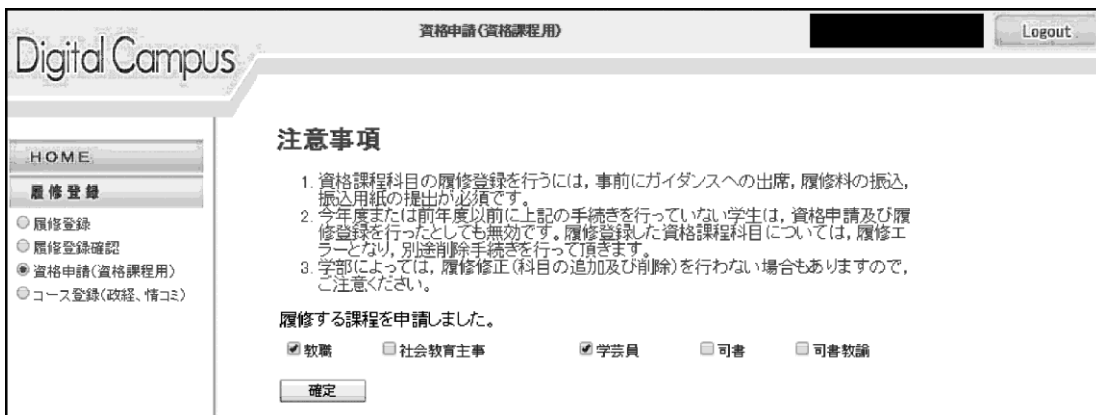 資格申請(資格課程用)
Logout
Digital Campus
HOME
履修登録
履修登録
履修登録確認
資格申請(資格課程用)
コース登録(政経、情コミ)
注意事項
1. 資格課程科目の履修登録を行うには，事前にガイダンスへの出席，履修料の振込，
振込用紙の提出が必須です。
2. 今年度または前年度以前に上記の手続きを行っていない学生は，資格申請及び履
修登録を行ったとしても無効です。履修登録した資格課程科目については，履修エ
ラーとなり，別途削除手続きを行って頂きます。
3. 学部によっては，履修修正(科目の追加及び削除)を行わない場合もありますので，
ご注意ください。
履修する課程を申請しました。
教職 社会教育主事 学芸員 司書 司書教諭
確定